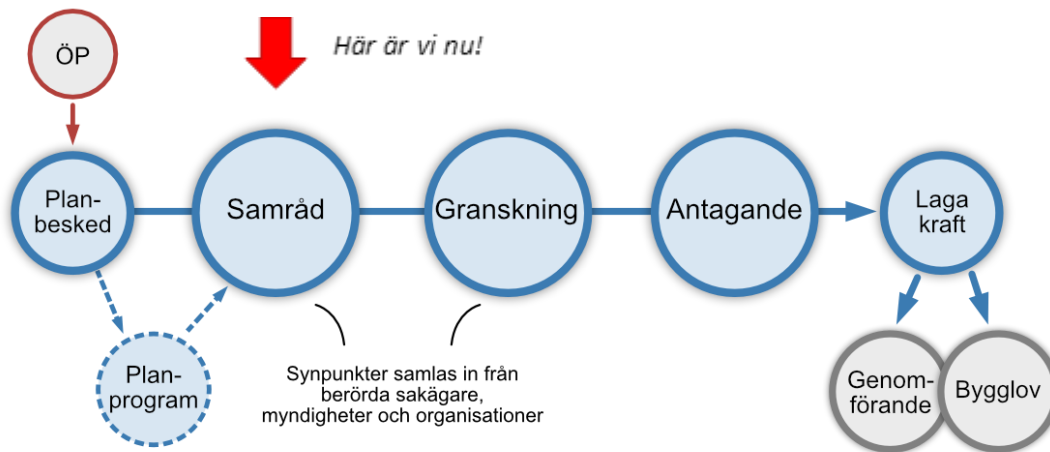 ÖP
Här är vi nu!
Plan-
besked
Samråd
Granskning
Antagande
Laga
kraft
Plan-
program
Synpunkter samlas in från
berörda sakägare,
myndigheter och organisationer
Genom-
förande
Bygglov